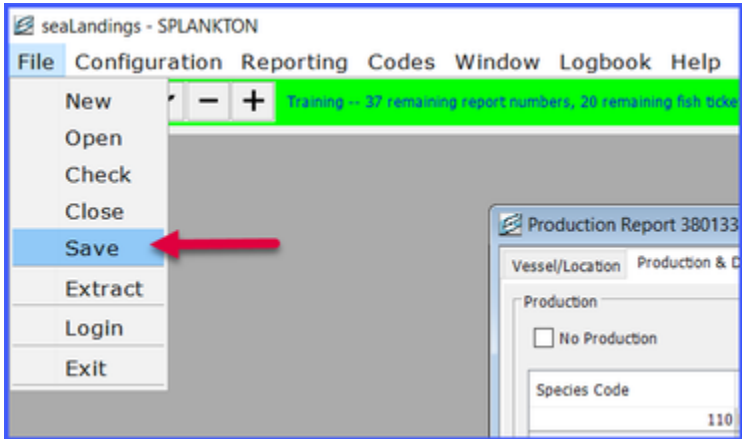 seaLandings - SPLANKTON
File Configuration Reporting Codes Window Logbook Help
Training -- 37 remaining report numbers, 20 remaining fish ticke
New
Open
Check
Close
Save
Extract
Login
Exit
Production Report 380133
Vessel/Location Production & D
Production
No Production
Species Code
110